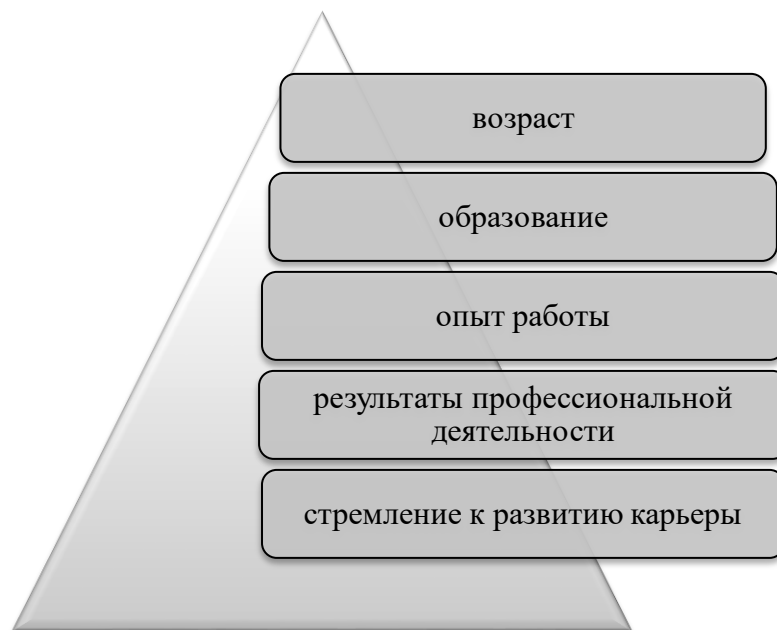 возраст
образование
опыт работы
результаты профессиональной
деятельности
стремление к развитию карьеры